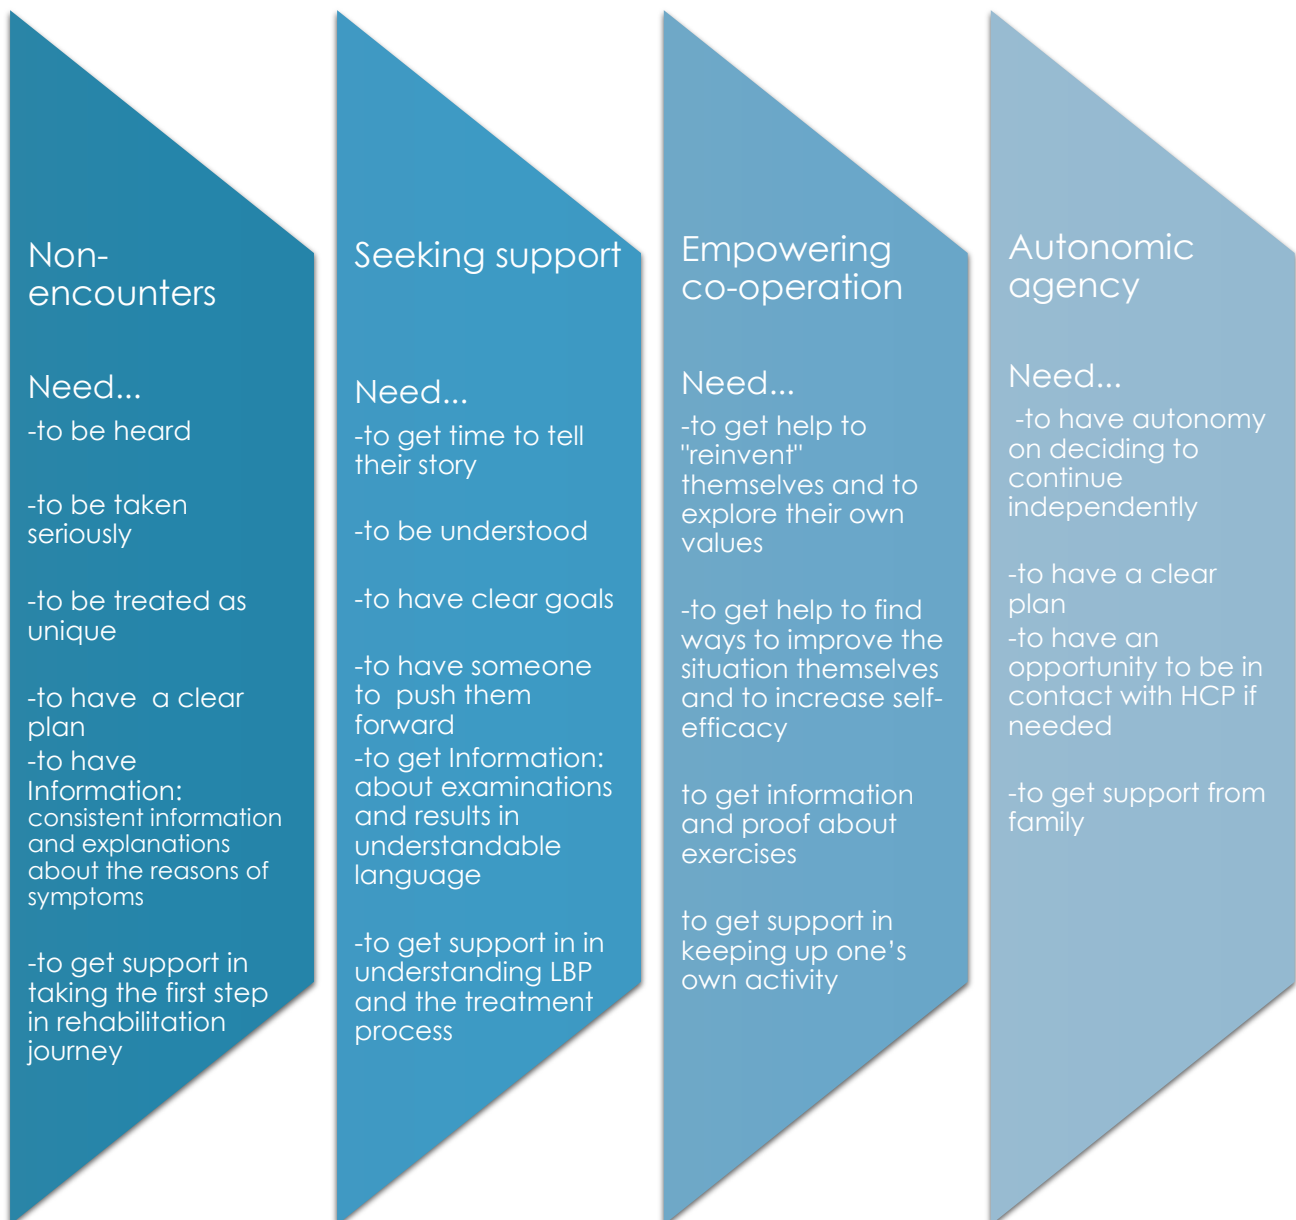 Non-
encounters
Need...
-to be heard
-to be taken
seriously
-to be treated as
unique
-to have  a clear
plan
-to have
Information:
consistent information
and explanations
about the reasons of
symptoms
-to get support in
taking the first step
in rehabilitation
journey
Seeking support
Need...
-to get time to tell
their story
-to be understood
-to have clear goals
-to have someone
to  push them
forward
-to get Information:
about examinations
and results in
understandable
language
-to get support in in
understanding LBP
and the treatment
process
Empowering
co-operation
Need...
-to get help to
"reinvent"
themselves and to
explore their own
values
-to get help to find
ways to improve the
situation themselves
and to increase self-
efficacy
to get information
and proof about
exercises
to get support in
keeping up one’s
own activity
Autonomic
agency
Need...
-to have autonomy
on deciding to
continue
independently
-to have a clear
plan
-to have an
opportunity to be in
contact with HCP if
needed
-to get support from
family